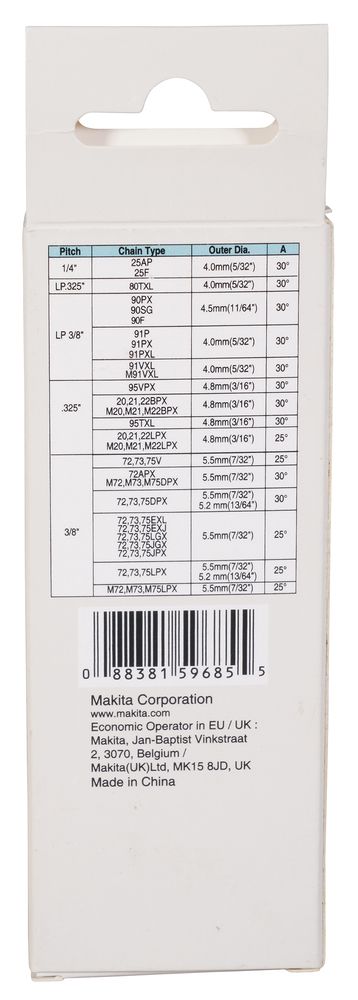 Pitch Chain Type Outer Dia. A
1/4" 25AP 4.0mm(5/32") 30°
25F
LP.325" 80TXL 4.0mm(5/32") 30°
LP 3/8" 90PX 4.5mm(11/64") 30°
90SG
90F
91P 4.0mm(5/32") 30°
91PX
91PXL
91VXL 4.0mm(5/32") 30°
M91VXL
.325" 95VPX 4.8mm(3/16") 30°
20,21,22BPX 4.8mm(3/16") 30°
M20,M21,M22BPX
95TXL 4.8mm(3/16") 30°
20,21,22LPX 4.8mm(3/16") 25°
M20,M21,M22LPX
3/8" 72,73,75V 5.5mm(7/32") 25°
72APX 5.5mm(7/32") 30°
M72,M73,M75DPX
72,73,75DPX 5.5mm(7/32") 30°
5.2 mm(13/64")
72,73,75EXL 5.5mm(7/32") 25°
72,73,75EXJ
72,73,75LGX
72,73,75JGX
72,73,75JPX
72,73,75LPX 5.5mm(7/32") 25°
5.2 mm(13/64")
M72,M73,M75LPX 5.5mm(7/32") 25°
0 88381 59685 5
Makita Corporation
www.makita.com
Economic Operator in EU / UK :
Makita, Jan-Baptist Vinkstraat
2, 3070, Belgium /
Makita(UK)Ltd, MK15 8JD, UK
Made in China